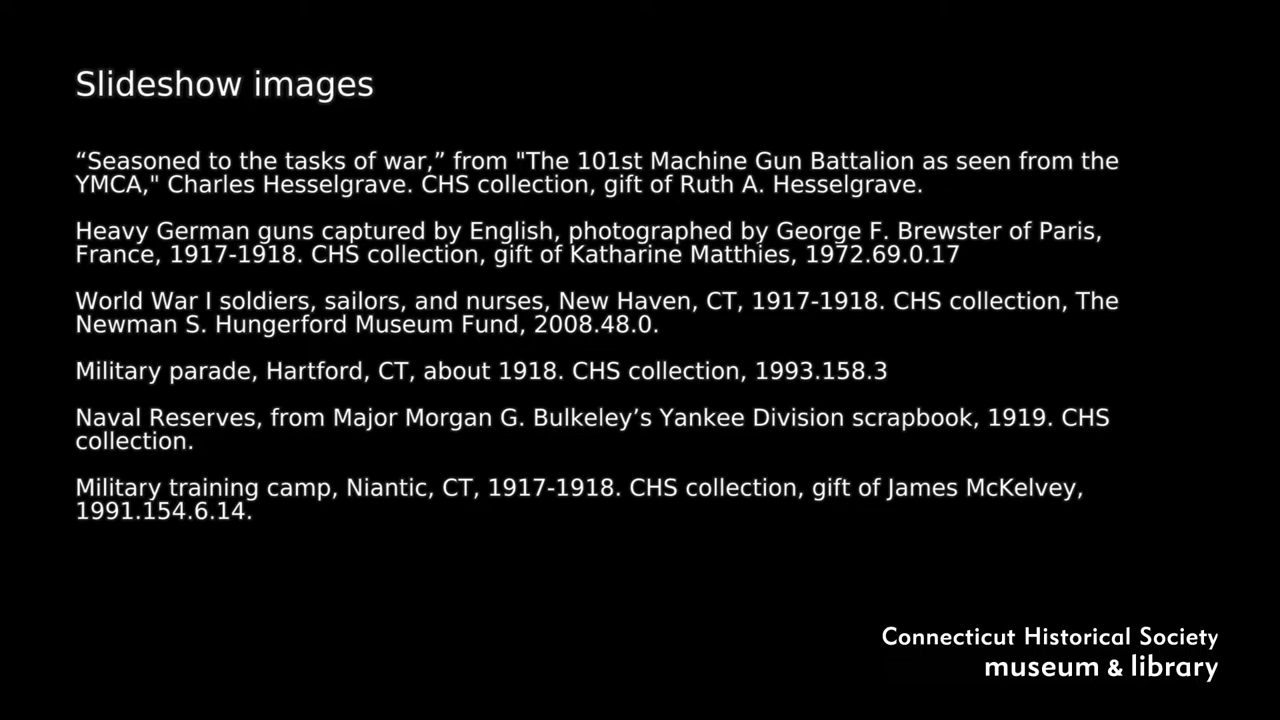 Slideshow images
“Seasoned to the tasks of war,” from "The 101st Machine Gun Battalion as seen from the
YMCA," Charles Hesselgrave. CHS collection, gift of Ruth A. Hesselgrave.
Heavy German guns captured by English, photographed by George F. Brewster of Paris,
France, 1917-1918. CHS collection, gift of Katharine Matthies, 1972.69.0.17
World War I soldiers, sailors, and nurses, New Haven, CT, 1917-1918. CHS collection, The
Newman S. Hungerford Museum Fund, 2008.48.0.
Military parade, Hartford, CT, about 1918. CHS collection, 1993.158.3
Naval Reserves, from Major Morgan G. Bulkeley’s Yankee Division scrapbook, 1919. CHS
collection.
Military training camp, Niantic, CT, 1917-1918. CHS collection, gift of James McKelvey,
1991.154.6.14.
Connecticut Historical Society
museum & library